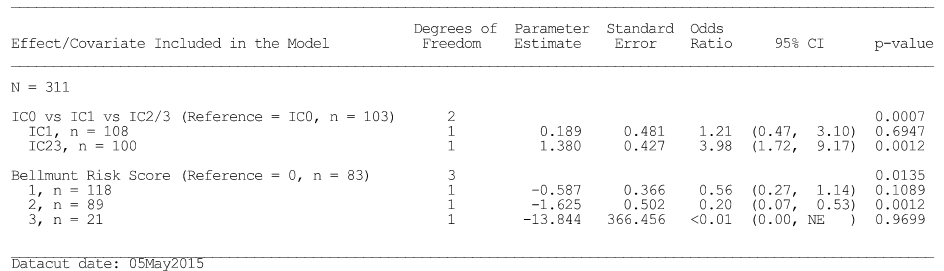 Degrees of Parameter Standard Odds
Effect/Covariate Included in the Model Freedom Estimate Error Ratio 95% CI p-value
N = 311
IC0 vs IC1 vs IC2/3 (Reference = IC0, n = 103) 2 0.0007
IC1, n = 108 1 0.189 0.481 1.21 (0.47, 3.10) 0.6947
IC23, n = 100 1 1.380 0.427 3.98 (1.72, 9.17) 0.0012
Bellmunt Risk Score (Reference = 0, n = 83) 3 0.0135
1, n = 118 1 -0.587 0.366 0.56 (0.27, 1.14) 0.1089
2, n = 89 1 -1.625 0.502 0.20 (0.07, 0.53) 0.0012
3, n = 21 1 -13.844 366.456 <0.01 (0.00, NE ) 0.9699
Datacut date: 05May2015